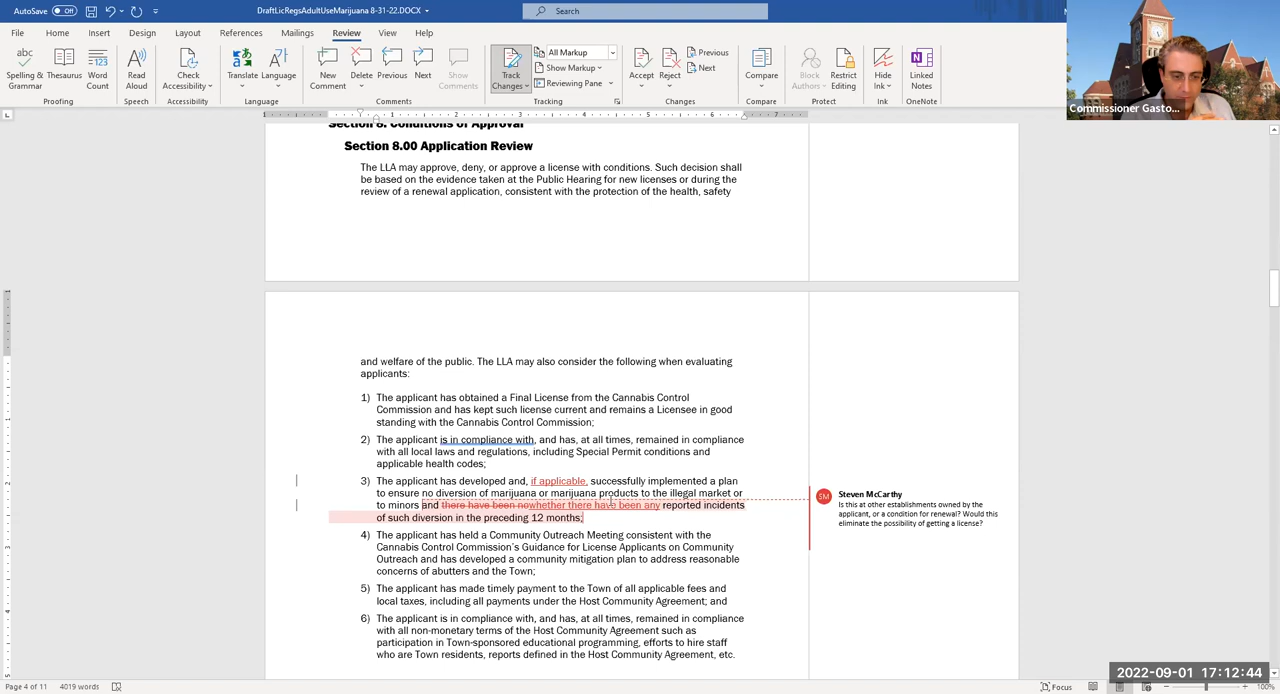 AutoSave Off
DraftLicRegsAdultUseMarijuana 8-31-22.DOCX
Search
File Home Insert Design Layout References Mailings Review View Help
Spelling & Grammar
Thesaurus
Word Count
Read Aloud
Check Accessibility
Translate
Language
New Comment
Delete
Previous
Next
Show Comments
Track Changes
All Markup
Show Markup
Reviewing Pane
Accept
Reject
Previous
Next
Compare
Block Authors
Restrict Editing
Hide Ink
Linked Notes
Proofing Speech Accessibility Language Comments Tracking Changes Compare Protect Ink OneNote
Commissioner Gasto...
Section 8. Conditions of Approval
Section 8.00 Application Review
The LLA may approve, deny, or approve a license with conditions. Such decision shall
be based on the evidence taken at the Public Hearing for new licenses or during the
review of a renewal application, consistent with the protection of the health, safety
and welfare of the public. The LLA may also consider the following when evaluating
applicants:
1) The applicant has obtained a Final License from the Cannabis Control
Commission and has kept such license current and remains a Licensee in good
standing with the Cannabis Control Commission;
2) The applicant is in compliance with, and has, at all times, remained in compliance
with all local laws and regulations, including Special Permit conditions and
applicable health codes;
3) The applicant has developed and, if applicable, successfully implemented a plan
to ensure no diversion of marijuana or marijuana products to the illegal market or
to minors and there have been nowhether there have been any reported incidents
of such diversion in the preceding 12 months;
4) The applicant has held a Community Outreach Meeting consistent with the
Cannabis Control Commission's Guidance for License Applicants on Community
Outreach and has developed a community mitigation plan to address reasonable
concerns of abutters and the Town;
5) The applicant has made timely payment to the Town of all applicable fees and
local taxes, including all payments under the Host Community Agreement; and
6) The applicant is in compliance with, and has, at all times, remained in compliance
with all non-monetary terms of the Host Community Agreement such as
participation in Town-sponsored educational programming, efforts to hire staff
who are Town residents, reports defined in the Host Community Agreement, etc.
SM
Steven McCarthy
Is this at other establishments owned by the
applicant, or a condition for renewal? Would this
eliminate the possibility of getting a license?
2022-09-01 17:12:44
Page 4 of 11 4019 words
Focus
100%